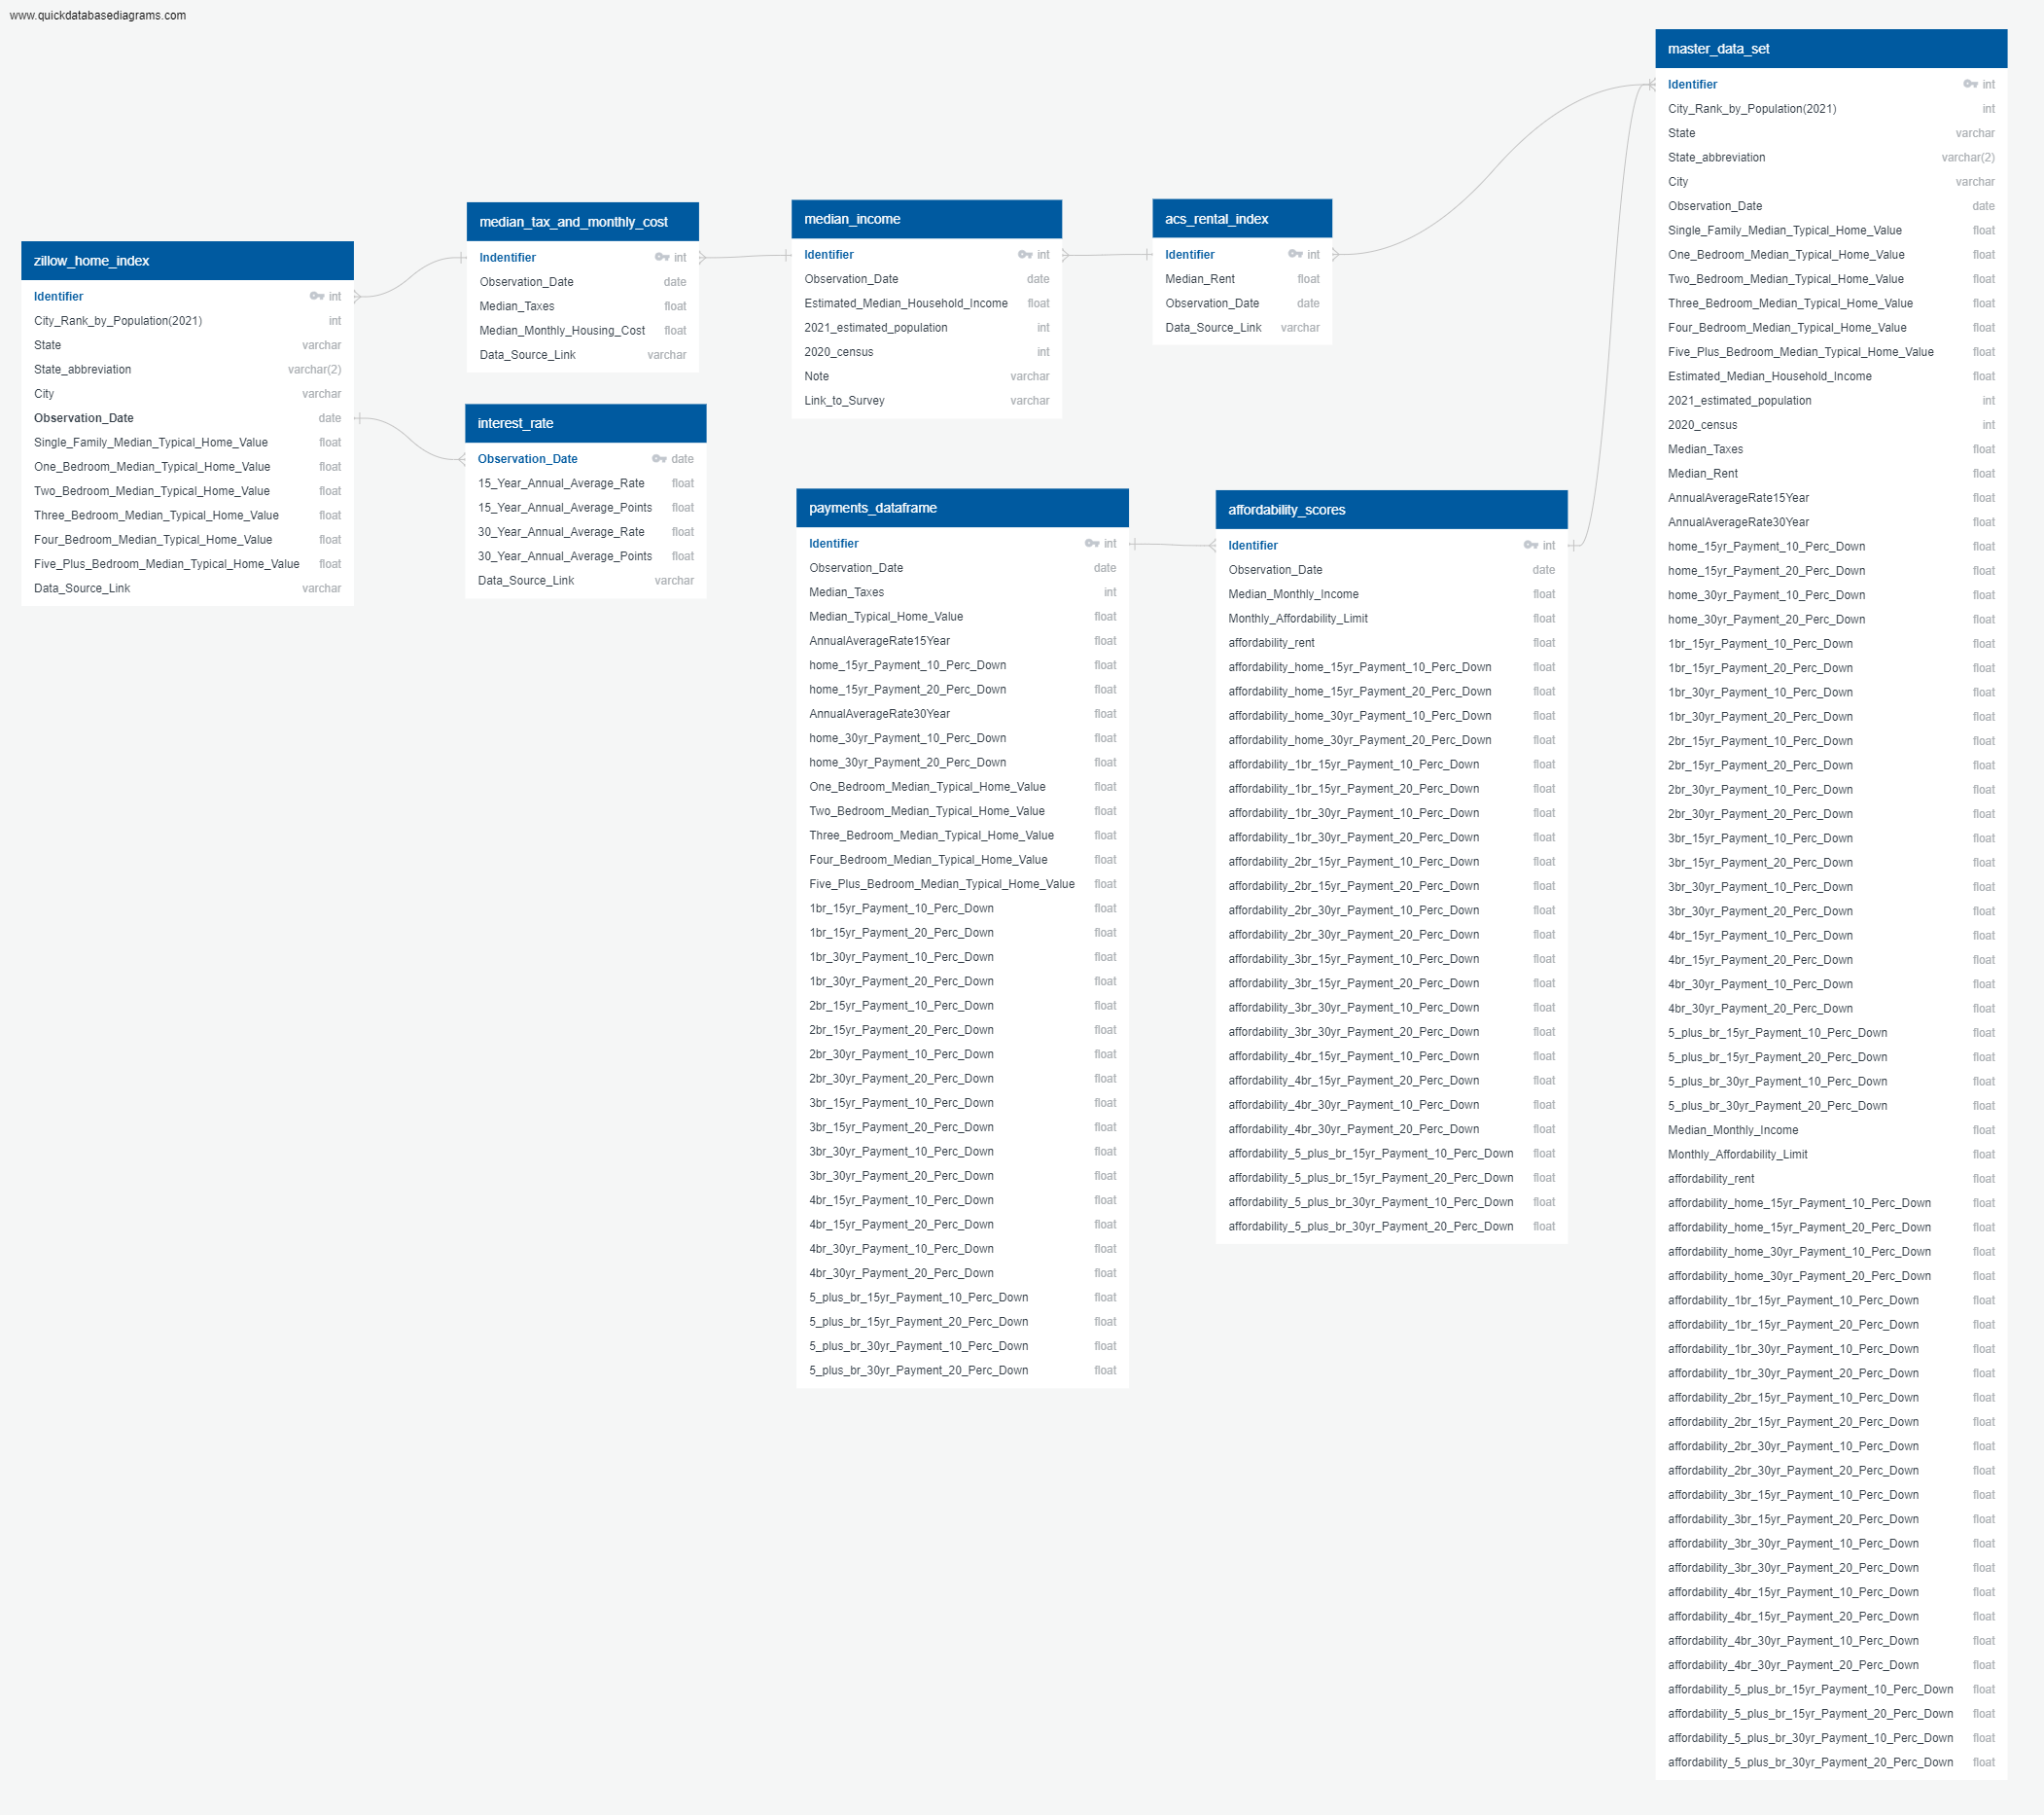 www.quickdatabasediagrams.com
zillow_home_index
Identifier int
City_Rank_by_Population(2021) int
State varchar
State_abbreviation varchar(2)
City varchar
Observation_Date date
Single_Family_Median_Typical_Home_Value float
One_Bedroom_Median_Typical_Home_Value float
Two_Bedroom_Median_Typical_Home_Value float
Three_Bedroom_Median_Typical_Home_Value float
Four_Bedroom_Median_Typical_Home_Value float
Five_Plus_Bedroom_Median_Typical_Home_Value float
Data_Source_Link varchar
median_tax_and_monthly_cost
Indentifier int
Observation_Date date
Median_Taxes float
Median_Monthly_Housing_Cost float
Data_Source_Link varchar
interest_rate
Observation_Date date
15_Year_Annual_Average_Rate float
15_Year_Annual_Average_Points float
30_Year_Annual_Average_Rate float
30_Year_Annual_Average_Points float
Data_Source_Link varchar
median_income
Identifier int
Observation_Date date
Estimated_Median_Household_Income float
2021_estimated_population int
2020_census int
Note varchar
Link_to_Survey varchar
acs_rental_index
Identifier int
Median_Rent float
Observation_Date date
Data_Source_Link varchar
payments_dataframe
Identifier int
Observation_Date date
Median_Taxes int
Median_Typical_Home_Value float
AnnualAverageRate15Year float
home_15yr_Payment_10_Perc_Down float
home_15yr_Payment_20_Perc_Down float
AnnualAverageRate30Year float
home_30yr_Payment_10_Perc_Down float
home_30yr_Payment_20_Perc_Down float
One_Bedroom_Median_Typical_Home_Value float
Two_Bedroom_Median_Typical_Home_Value float
Three_Bedroom_Median_Typical_Home_Value float
Four_Bedroom_Median_Typical_Home_Value float
Five_Plus_Bedroom_Median_Typical_Home_Value float
1br_15yr_Payment_10_Perc_Down float
1br_15yr_Payment_20_Perc_Down float
1br_30yr_Payment_10_Perc_Down float
1br_30yr_Payment_20_Perc_Down float
2br_15yr_Payment_10_Perc_Down float
2br_15yr_Payment_20_Perc_Down float
2br_30yr_Payment_10_Perc_Down float
2br_30yr_Payment_20_Perc_Down float
3br_15yr_Payment_10_Perc_Down float
3br_15yr_Payment_20_Perc_Down float
3br_30yr_Payment_10_Perc_Down float
3br_30yr_Payment_20_Perc_Down float
4br_15yr_Payment_10_Perc_Down float
4br_15yr_Payment_20_Perc_Down float
4br_30yr_Payment_10_Perc_Down float
4br_30yr_Payment_20_Perc_Down float
5_plus_br_15yr_Payment_10_Perc_Down float
5_plus_br_15yr_Payment_20_Perc_Down float
5_plus_br_30yr_Payment_10_Perc_Down float
5_plus_br_30yr_Payment_20_Perc_Down float
affordability_scores
Identifier int
Observation_Date date
Median_Monthly_Income float
Monthly_Affordability_Limit float
affordability_rent float
affordability_home_15yr_Payment_10_Perc_Down float
affordability_home_15yr_Payment_20_Perc_Down float
affordability_home_30yr_Payment_10_Perc_Down float
affordability_home_30yr_Payment_20_Perc_Down float
affordability_1br_15yr_Payment_10_Perc_Down float
affordability_1br_15yr_Payment_20_Perc_Down float
affordability_1br_30yr_Payment_10_Perc_Down float
affordability_1br_30yr_Payment_20_Perc_Down float
affordability_2br_15yr_Payment_10_Perc_Down float
affordability_2br_15yr_Payment_20_Perc_Down float
affordability_2br_30yr_Payment_10_Perc_Down float
affordability_2br_30yr_Payment_20_Perc_Down float
affordability_3br_15yr_Payment_10_Perc_Down float
affordability_3br_15yr_Payment_20_Perc_Down float
affordability_3br_30yr_Payment_10_Perc_Down float
affordability_3br_30yr_Payment_20_Perc_Down float
affordability_4br_15yr_Payment_10_Perc_Down float
affordability_4br_15yr_Payment_20_Perc_Down float
affordability_4br_30yr_Payment_10_Perc_Down float
affordability_4br_30yr_Payment_20_Perc_Down float
affordability_5_plus_br_15yr_Payment_10_Perc_Down float
affordability_5_plus_br_15yr_Payment_20_Perc_Down float
affordability_5_plus_br_30yr_Payment_10_Perc_Down float
affordability_5_plus_br_30yr_Payment_20_Perc_Down float
master_data_set
Identifier int
City_Rank_by_Population(2021) int
State varchar
State_abbreviation varchar(2)
City varchar
Observation_Date date
Single_Family_Median_Typical_Home_Value float
One_Bedroom_Median_Typical_Home_Value float
Two_Bedroom_Median_Typical_Home_Value float
Three_Bedroom_Median_Typical_Home_Value float
Four_Bedroom_Median_Typical_Home_Value float
Five_Plus_Bedroom_Median_Typical_Home_Value float
Estimated_Median_Household_Income float
2021_estimated_population int
2020_census int
Median_Taxes float
Median_Rent float
AnnualAverageRate15Year float
AnnualAverageRate30Year float
home_15yr_Payment_10_Perc_Down float
home_15yr_Payment_20_Perc_Down float
home_30yr_Payment_10_Perc_Down float
home_30yr_Payment_20_Perc_Down float
1br_15yr_Payment_10_Perc_Down float
1br_15yr_Payment_20_Perc_Down float
1br_30yr_Payment_10_Perc_Down float
1br_30yr_Payment_20_Perc_Down float
2br_15yr_Payment_10_Perc_Down float
2br_15yr_Payment_20_Perc_Down float
2br_30yr_Payment_10_Perc_Down float
2br_30yr_Payment_20_Perc_Down float
3br_15yr_Payment_10_Perc_Down float
3br_15yr_Payment_20_Perc_Down float
3br_30yr_Payment_10_Perc_Down float
3br_30yr_Payment_20_Perc_Down float
4br_15yr_Payment_10_Perc_Down float
4br_15yr_Payment_20_Perc_Down float
4br_30yr_Payment_10_Perc_Down float
4br_30yr_Payment_20_Perc_Down float
5_plus_br_15yr_Payment_10_Perc_Down float
5_plus_br_15yr_Payment_20_Perc_Down float
5_plus_br_30yr_Payment_10_Perc_Down float
5_plus_br_30yr_Payment_20_Perc_Down float
Median_Monthly_Income float
Monthly_Affordability_Limit float
affordability_rent float
affordability_home_15yr_Payment_10_Perc_Down float
affordability_home_15yr_Payment_20_Perc_Down float
affordability_home_30yr_Payment_10_Perc_Down float
affordability_home_30yr_Payment_20_Perc_Down float
affordability_1br_15yr_Payment_10_Perc_Down float
affordability_1br_15yr_Payment_20_Perc_Down float
affordability_1br_30yr_Payment_10_Perc_Down float
affordability_1br_30yr_Payment_20_Perc_Down float
affordability_2br_15yr_Payment_10_Perc_Down float
affordability_2br_15yr_Payment_20_Perc_Down float
affordability_2br_30yr_Payment_10_Perc_Down float
affordability_2br_30yr_Payment_20_Perc_Down float
affordability_3br_15yr_Payment_10_Perc_Down float
affordability_3br_15yr_Payment_20_Perc_Down float
affordability_3br_30yr_Payment_10_Perc_Down float
affordability_3br_30yr_Payment_20_Perc_Down float
affordability_4br_15yr_Payment_10_Perc_Down float
affordability_4br_15yr_Payment_20_Perc_Down float
affordability_4br_30yr_Payment_10_Perc_Down float
affordability_4br_30yr_Payment_20_Perc_Down float
affordability_5_plus_br_15yr_Payment_10_Perc_Down float
affordability_5_plus_br_15yr_Payment_20_Perc_Down float
affordability_5_plus_br_30yr_Payment_10_Perc_Down float
affordability_5_plus_br_30yr_Payment_20_Perc_Down float